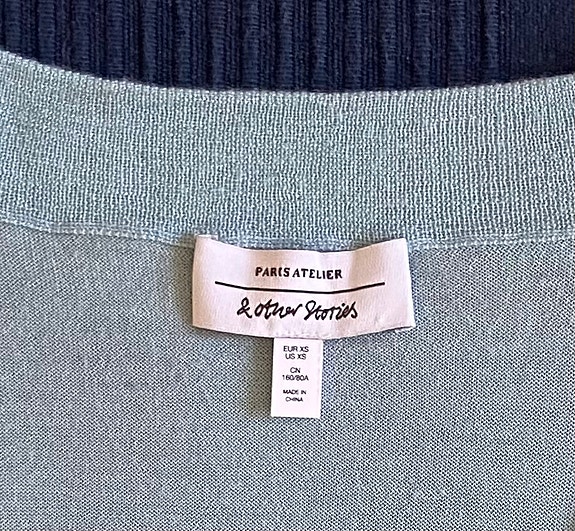 PARIS ATELIER
& other Stories
EUR XS
US XS
CN
160/80A
MADE IN
CHINA